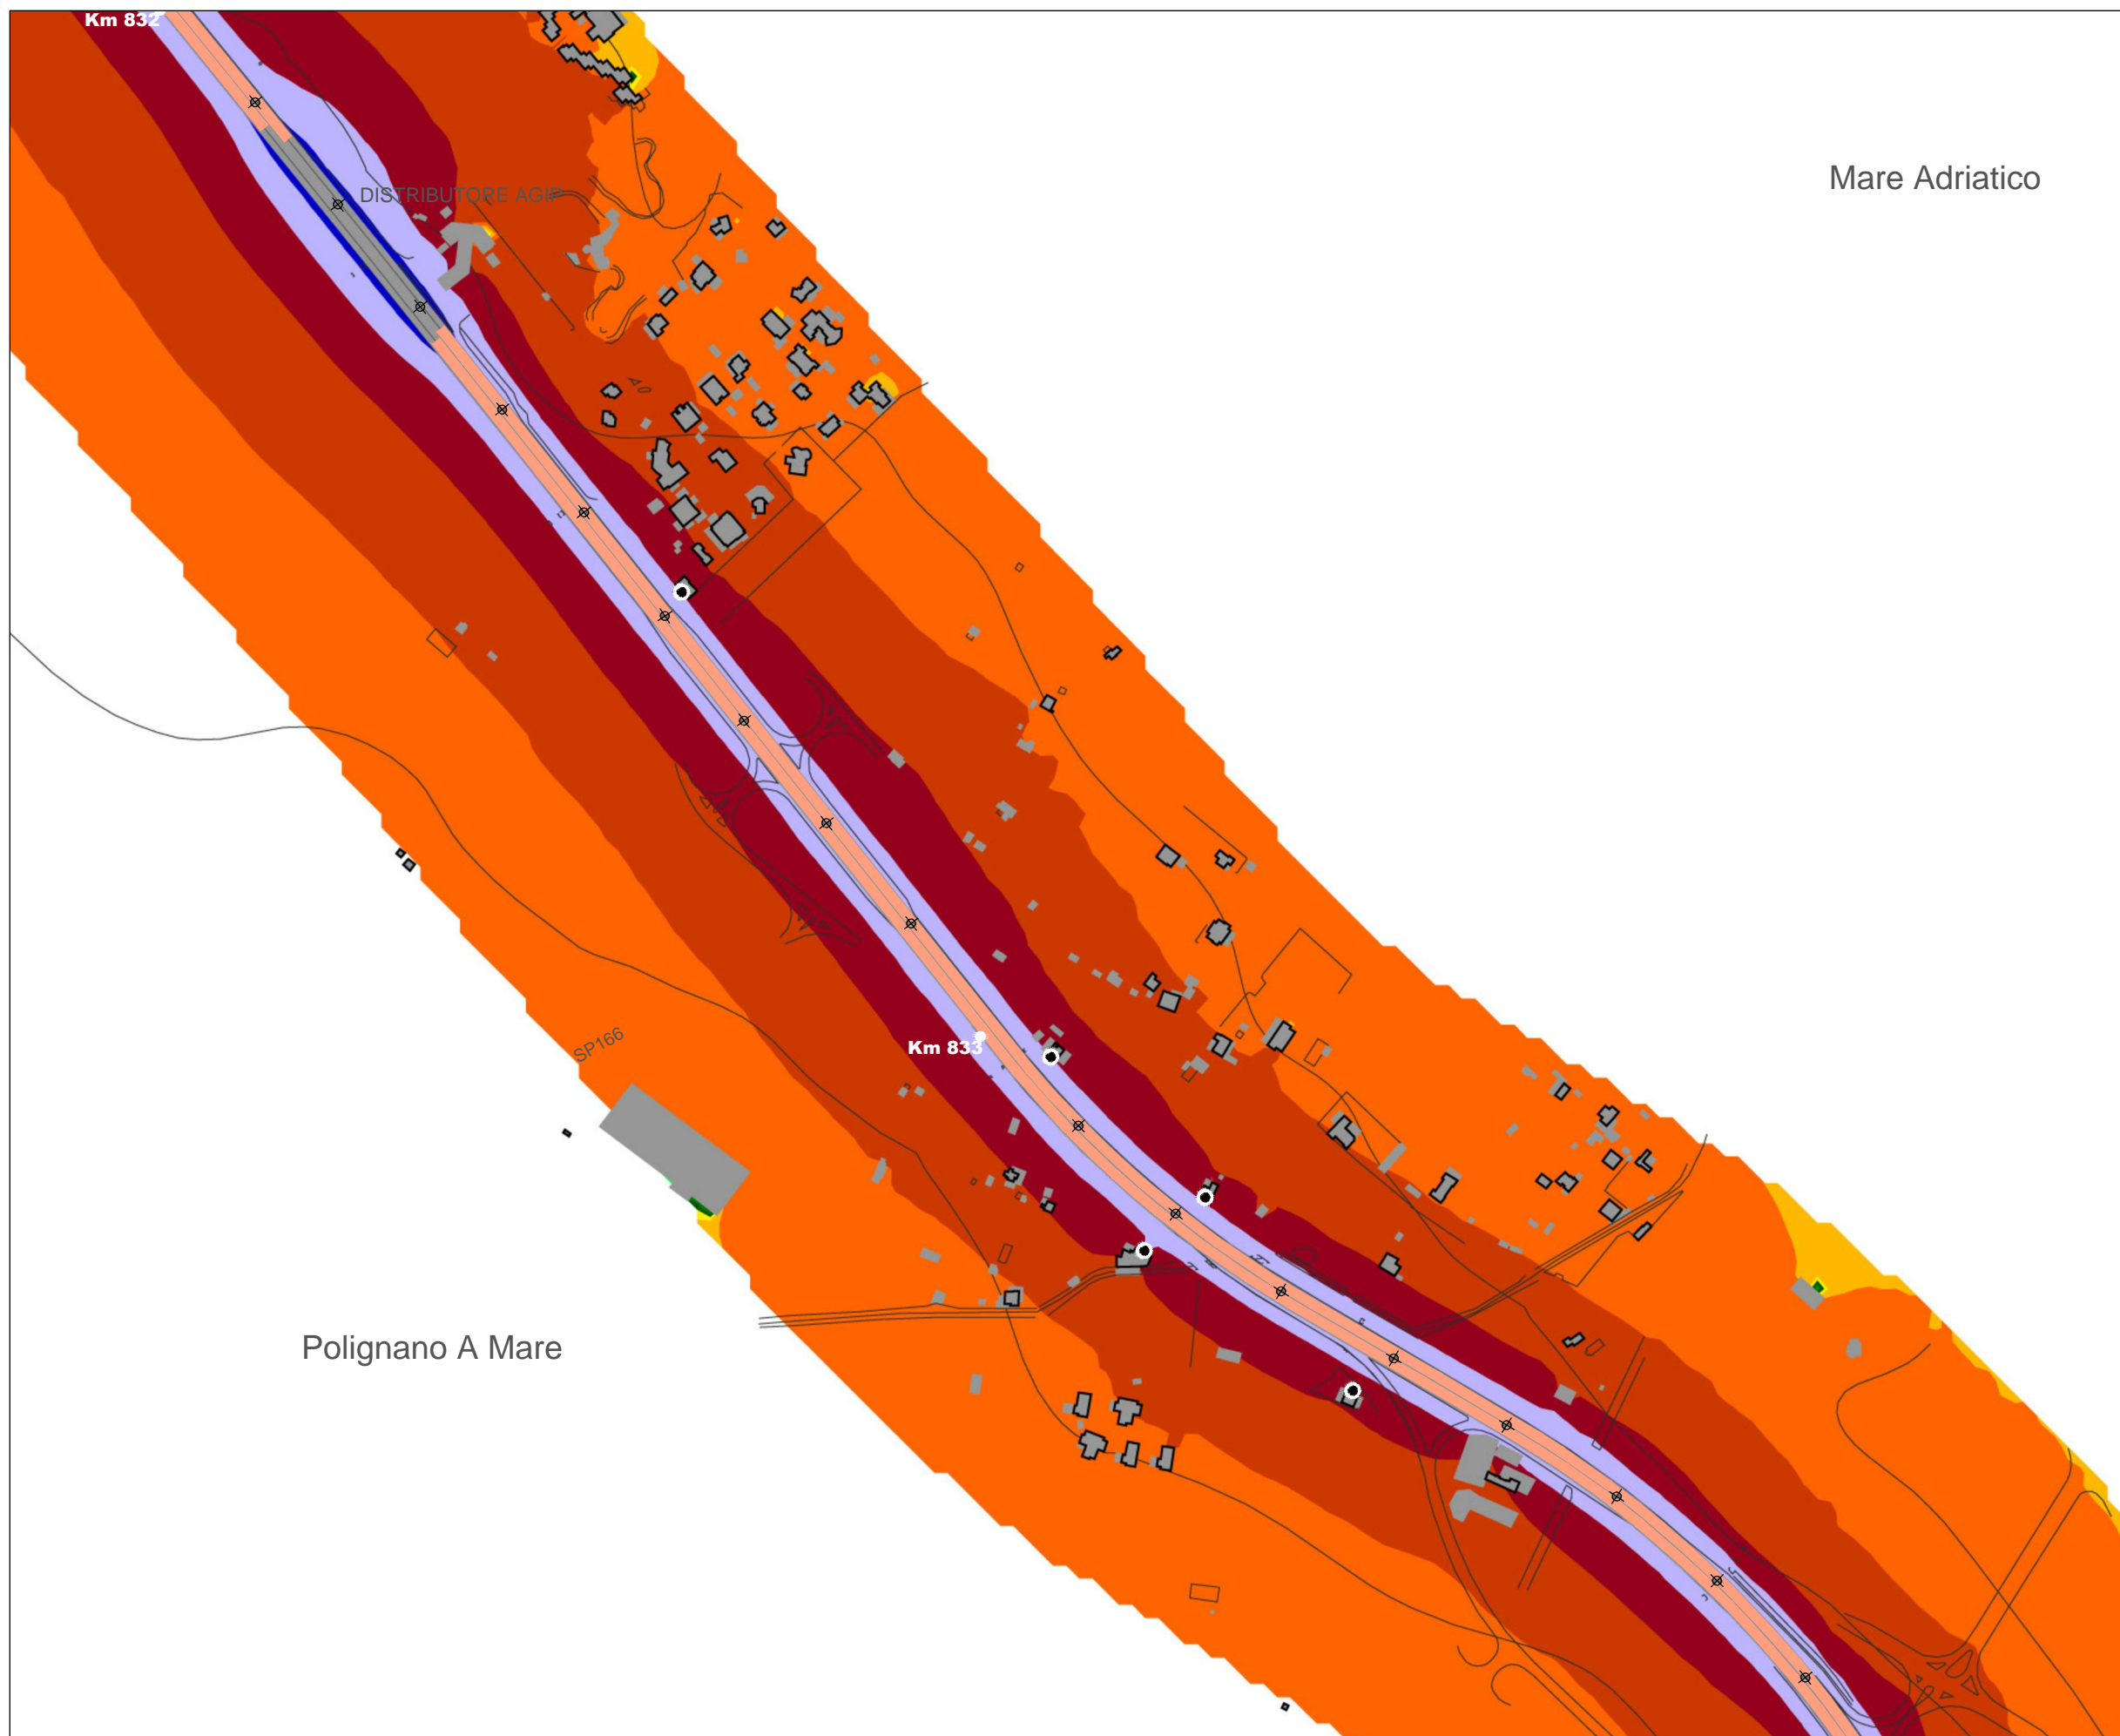 Km 832
Mare Adriatico
DISTRIBUTORE AGIP
SP166
Km 833
Polignano A Mare